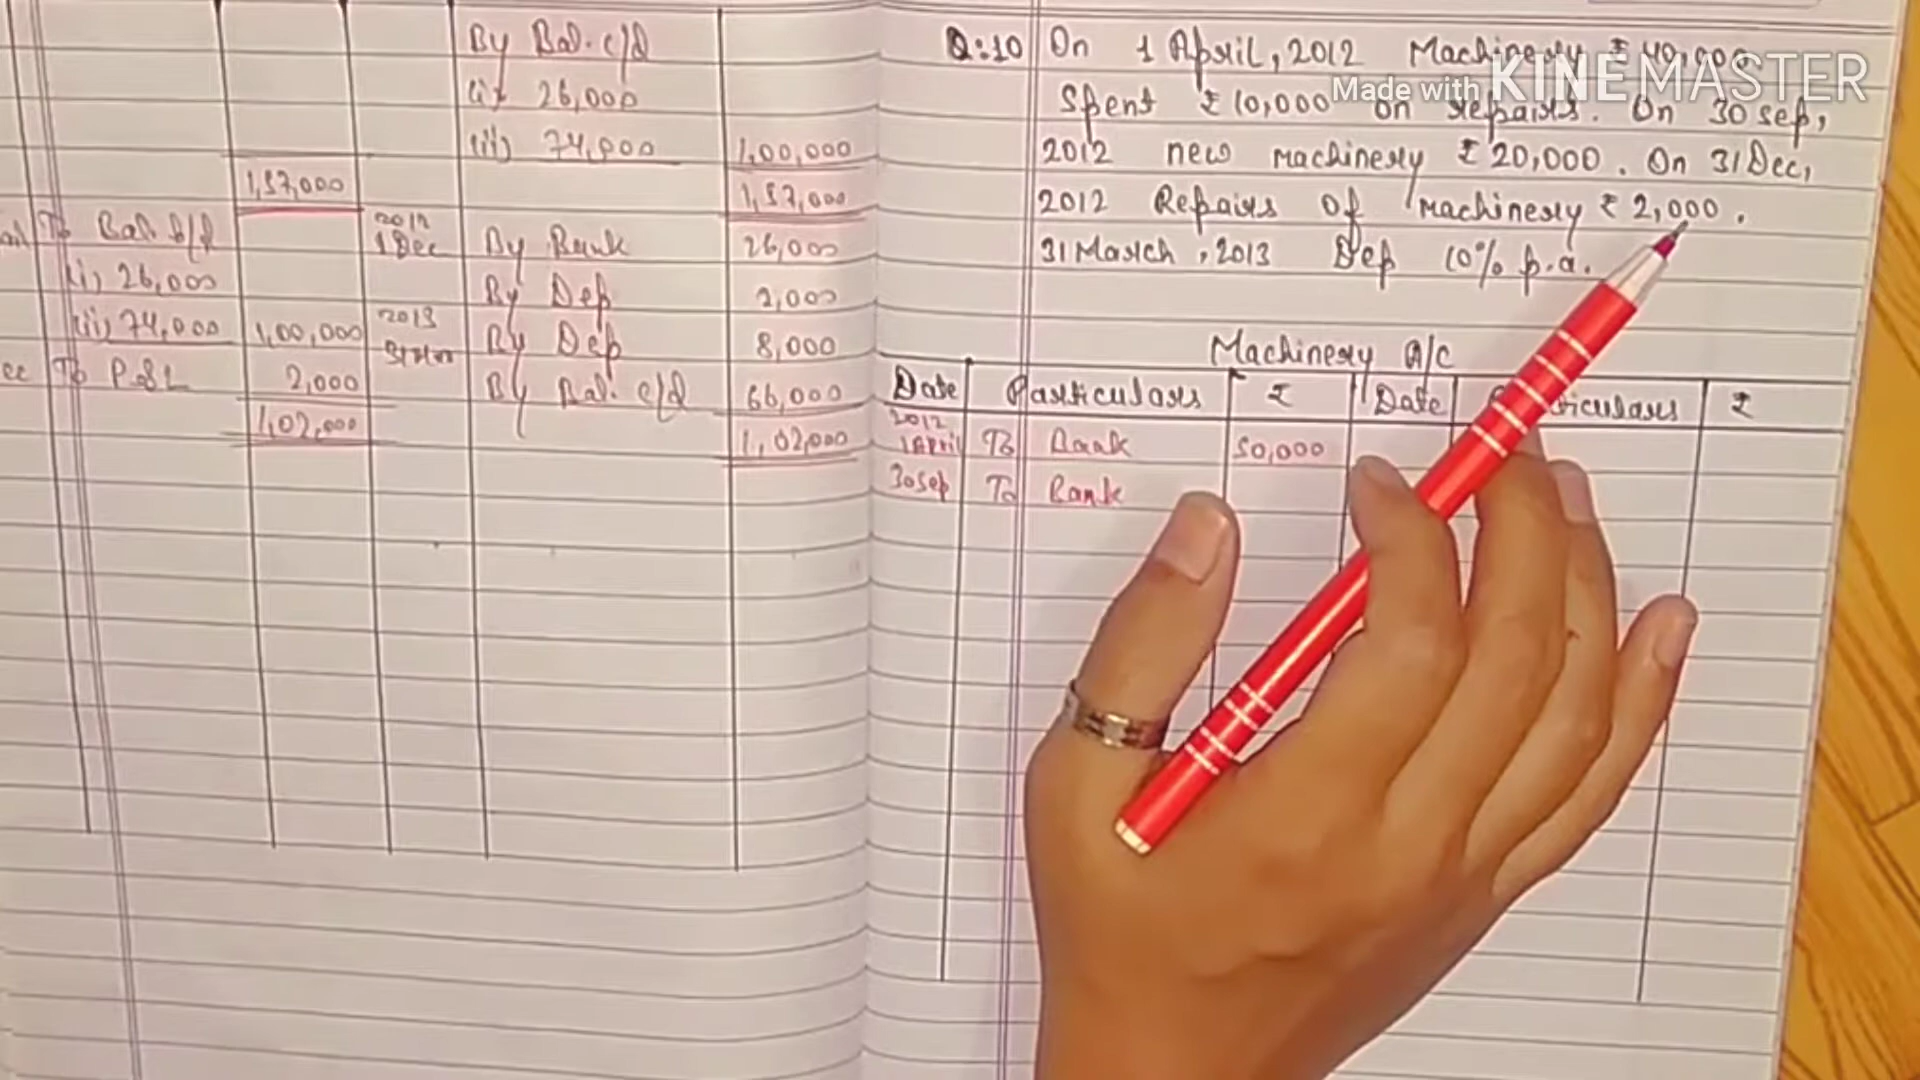 By Bal. c/d
(i) 26,000
(ii) 74,000 1,00,000
1,57,000 1,57,000
To Bal. b/d 2012 1 Dec By Bank 26,000
(i) 26,000 By Dep 2,000
(ii) 74,000 1,00,000 2013 By Dep 8,000
To P&L 2,000 By Bal. c/d 66,000
1,02,000 1,02,000
Q:10 On 1 April, 2012 Machinery ₹ 40,000
Spent ₹ 10,000 on repairs. On 30 sep,
2012 new machinery ₹ 20,000. On 31 Dec,
2012 Repairs of machinery ₹ 2,000.
31 March, 2013 Dep 10% p.a.
Machinery A/C
Date Particulars ₹ Date ₹
2012
1 April To Bank 50,000
30 sep To Bank
Made with KINEMASTER